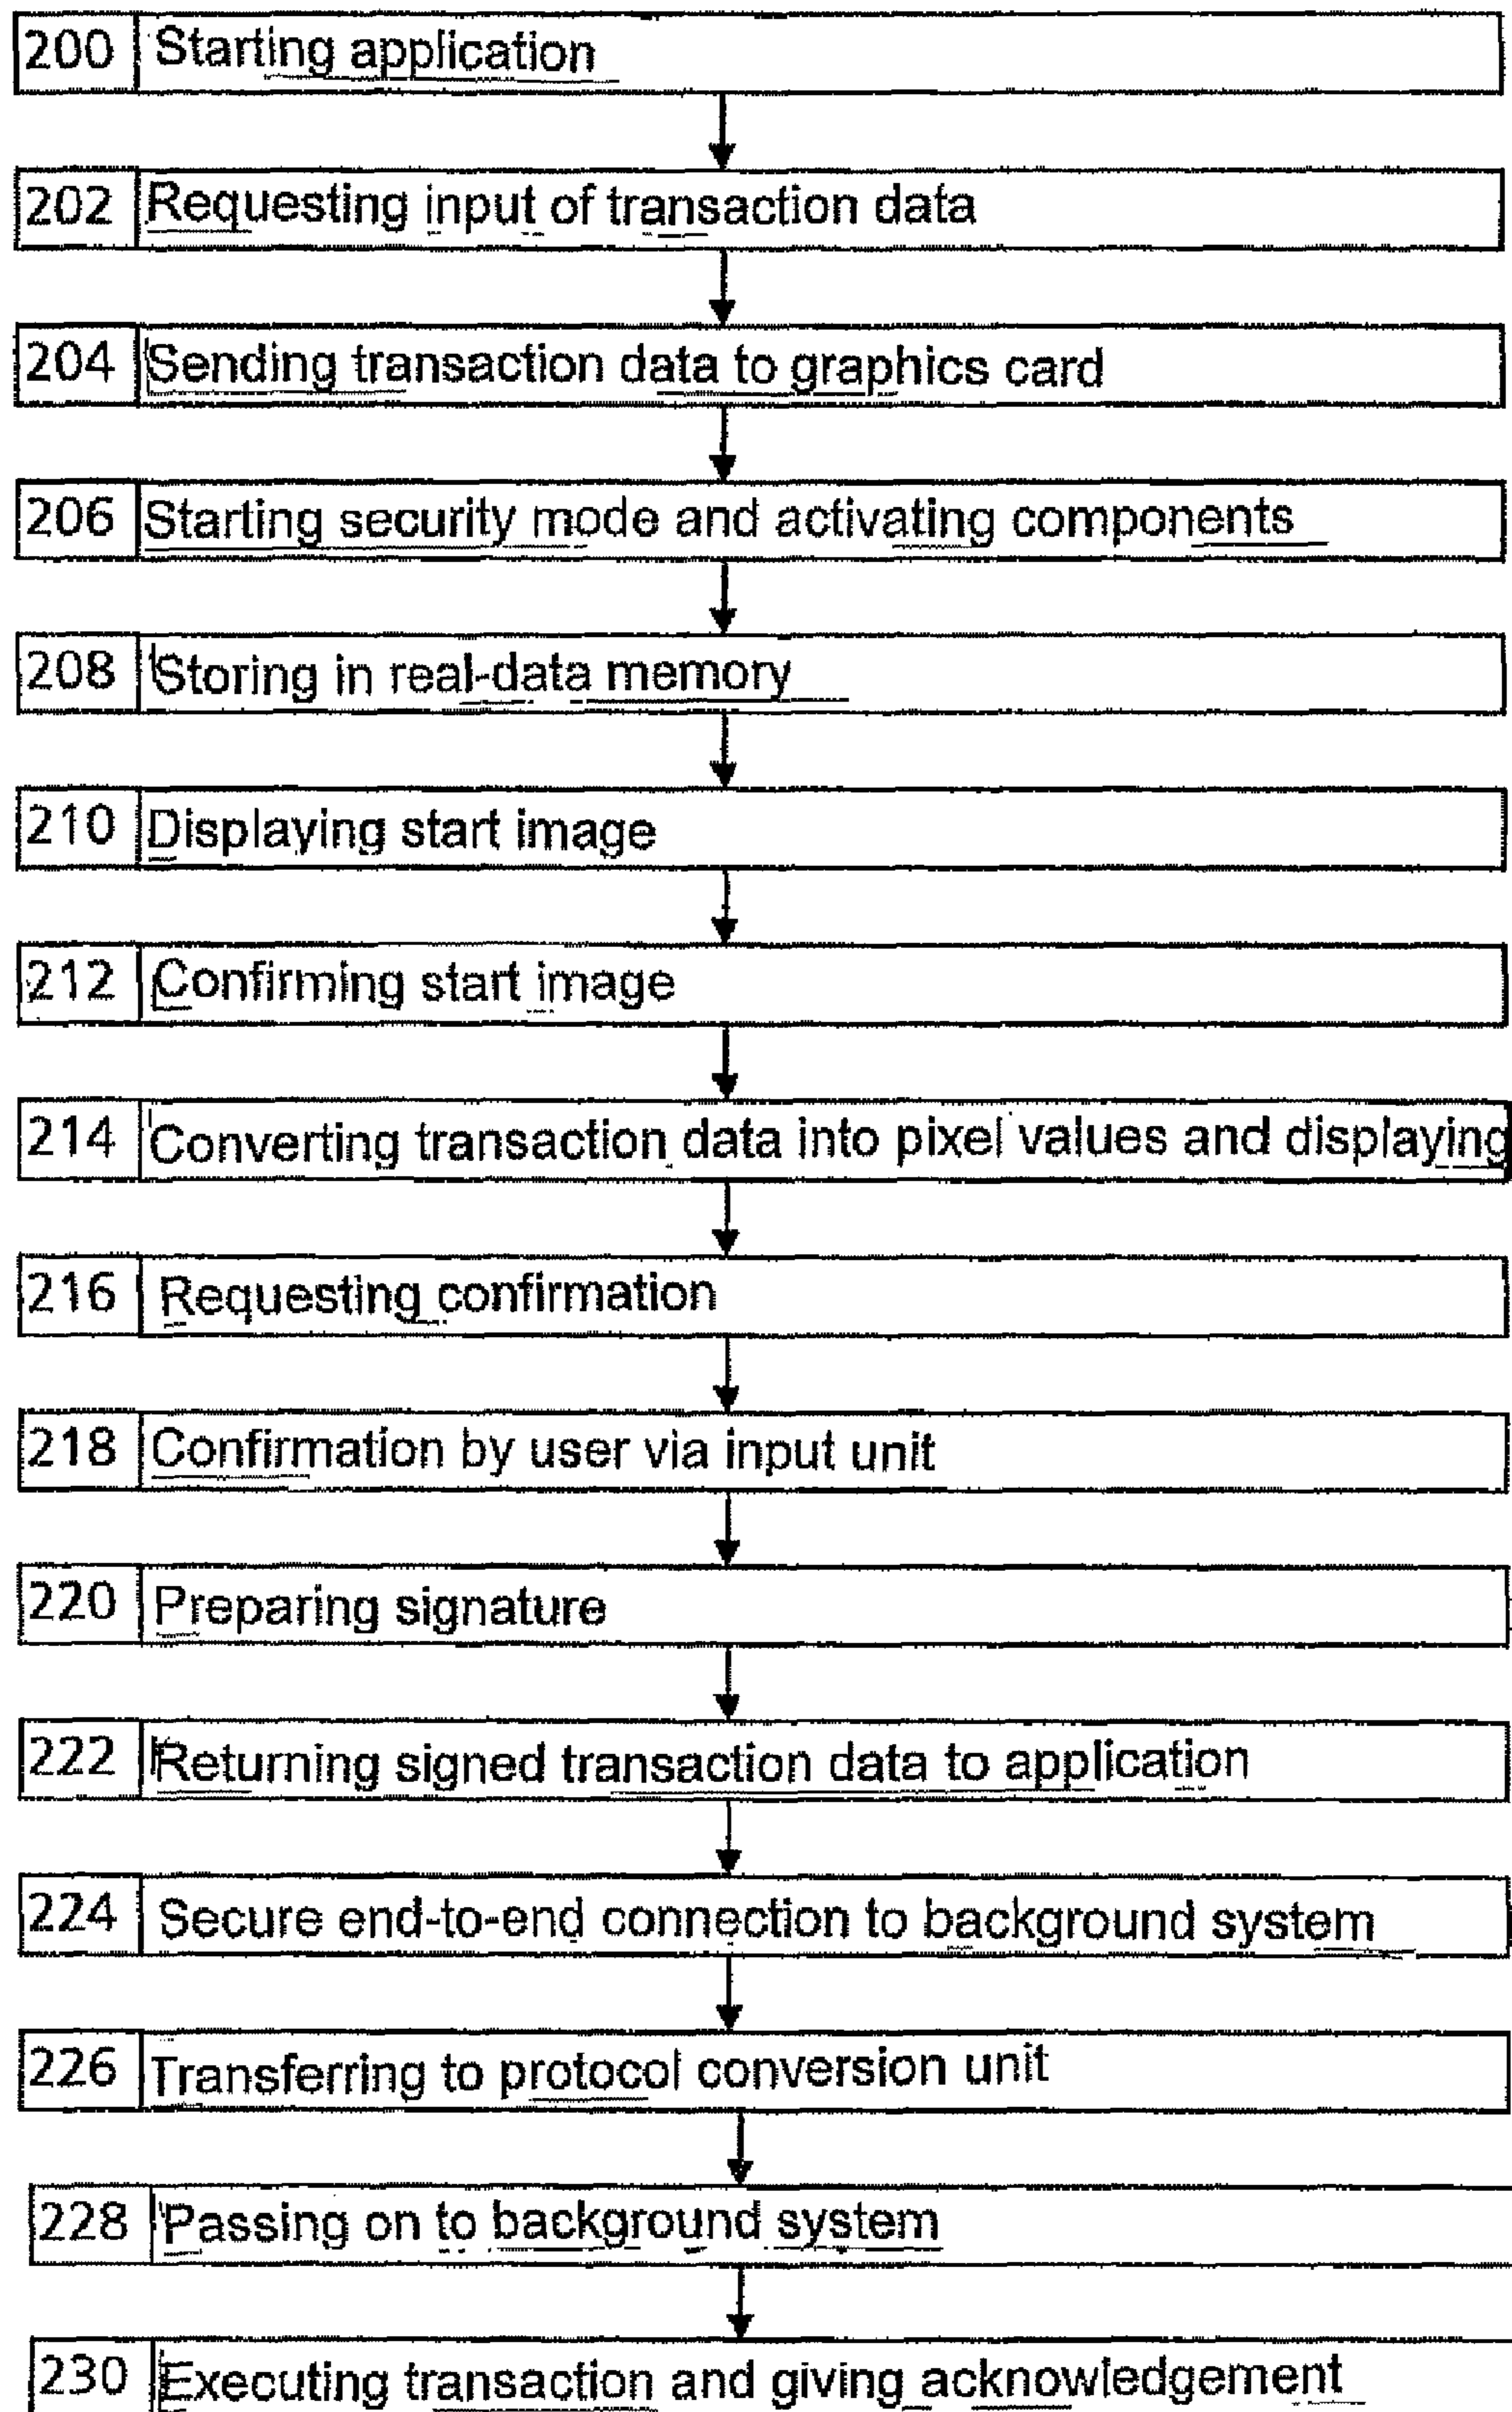 200 Starting application
202 Requesting input of transaction data
204 Sending transaction data to graphics card
206 Starting security mode and activating components
208 Storing in real-data memory
210 Displaying start image
212 Confirming start image
214 Converting transaction data into pixel values and displaying
216 Requesting confirmation
218 Confirmation by user via input unit
220 Preparing signature
222 Returning signed transaction data to application
224 Secure end-to-end connection to background system
226 Transferring to protocol conversion unit
228 Passing on to background system
230 Executing transaction and giving acknowledgement